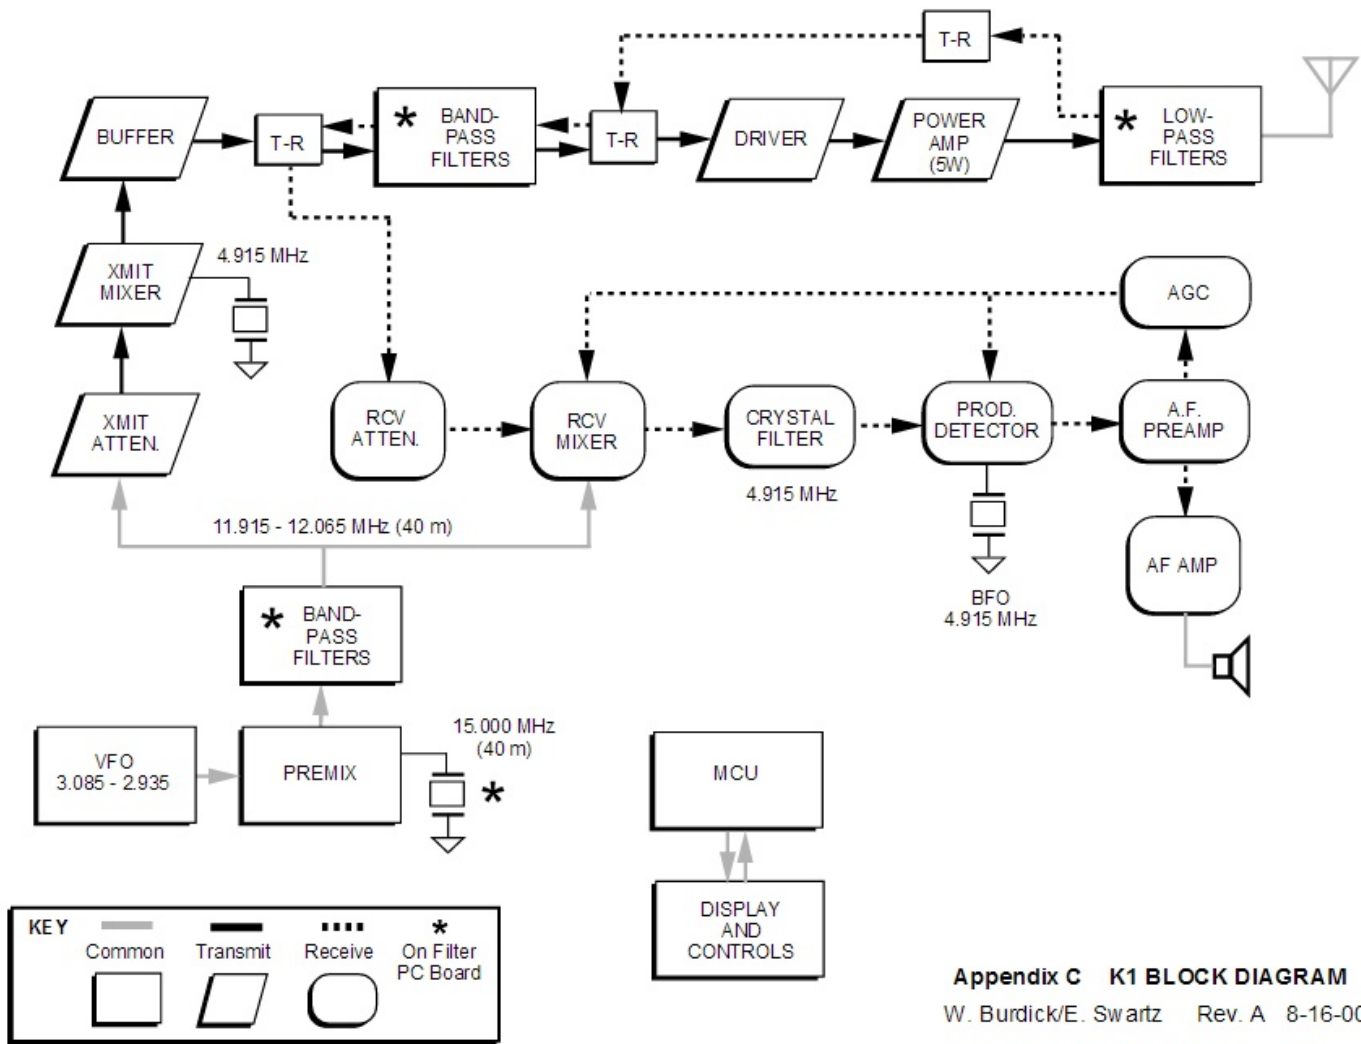 T-R
BUFFER
T-R
*
BAND-
PASS
FILTERS
T-R
DRIVER
POWER
AMP
(5W)
*
LOW-
PASS
FILTERS
XMIT
MIXER
4.915 MHz
AGC
XMIT
ATTEN.
RCV
ATTEN.
RCV
MIXER
CRYSTAL
FILTER
4.915 MHz
PROD.
DETECTOR
A.F.
PREAMP
11.915 - 12.065 MHz (40 m)
BFO
4.915 MHz
AF AMP
*
BAND-
PASS
FILTERS
VFO
3.085 - 2.935
PREMIX
15.000 MHz
(40 m)
*
MCU
DISPLAY
AND
CONTROLS
KEY
Common
Transmit
Receive
*
On Filter
PC Board
Appendix C K1 BLOCK DIAGRAM
W. Burdick/E. Swartz Rev. A 8-16-00